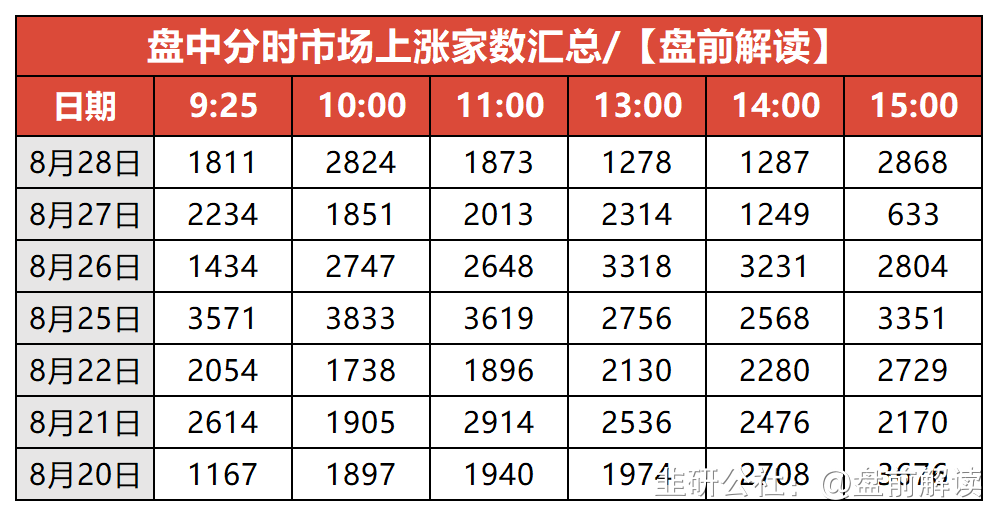 盘中分时市场上涨家数汇总/【盘前解读】
日期 9:25 10:00 11:00 13:00 14:00 15:00
8月28日 1811 2824 1873 1278 1287 2868
8月27日 2234 1851 2013 2314 1249 633
8月26日 1434 2747 2648 3318 3231 2804
8月25日 3571 3833 3619 2756 2568 3351
8月22日 2054 1738 1896 2130 2280 2729
8月21日 2614 1905 2914 2536 2476 2170
8月20日 1167 1897 1940 1974 2708 3676
韭研公社：@盘前解读